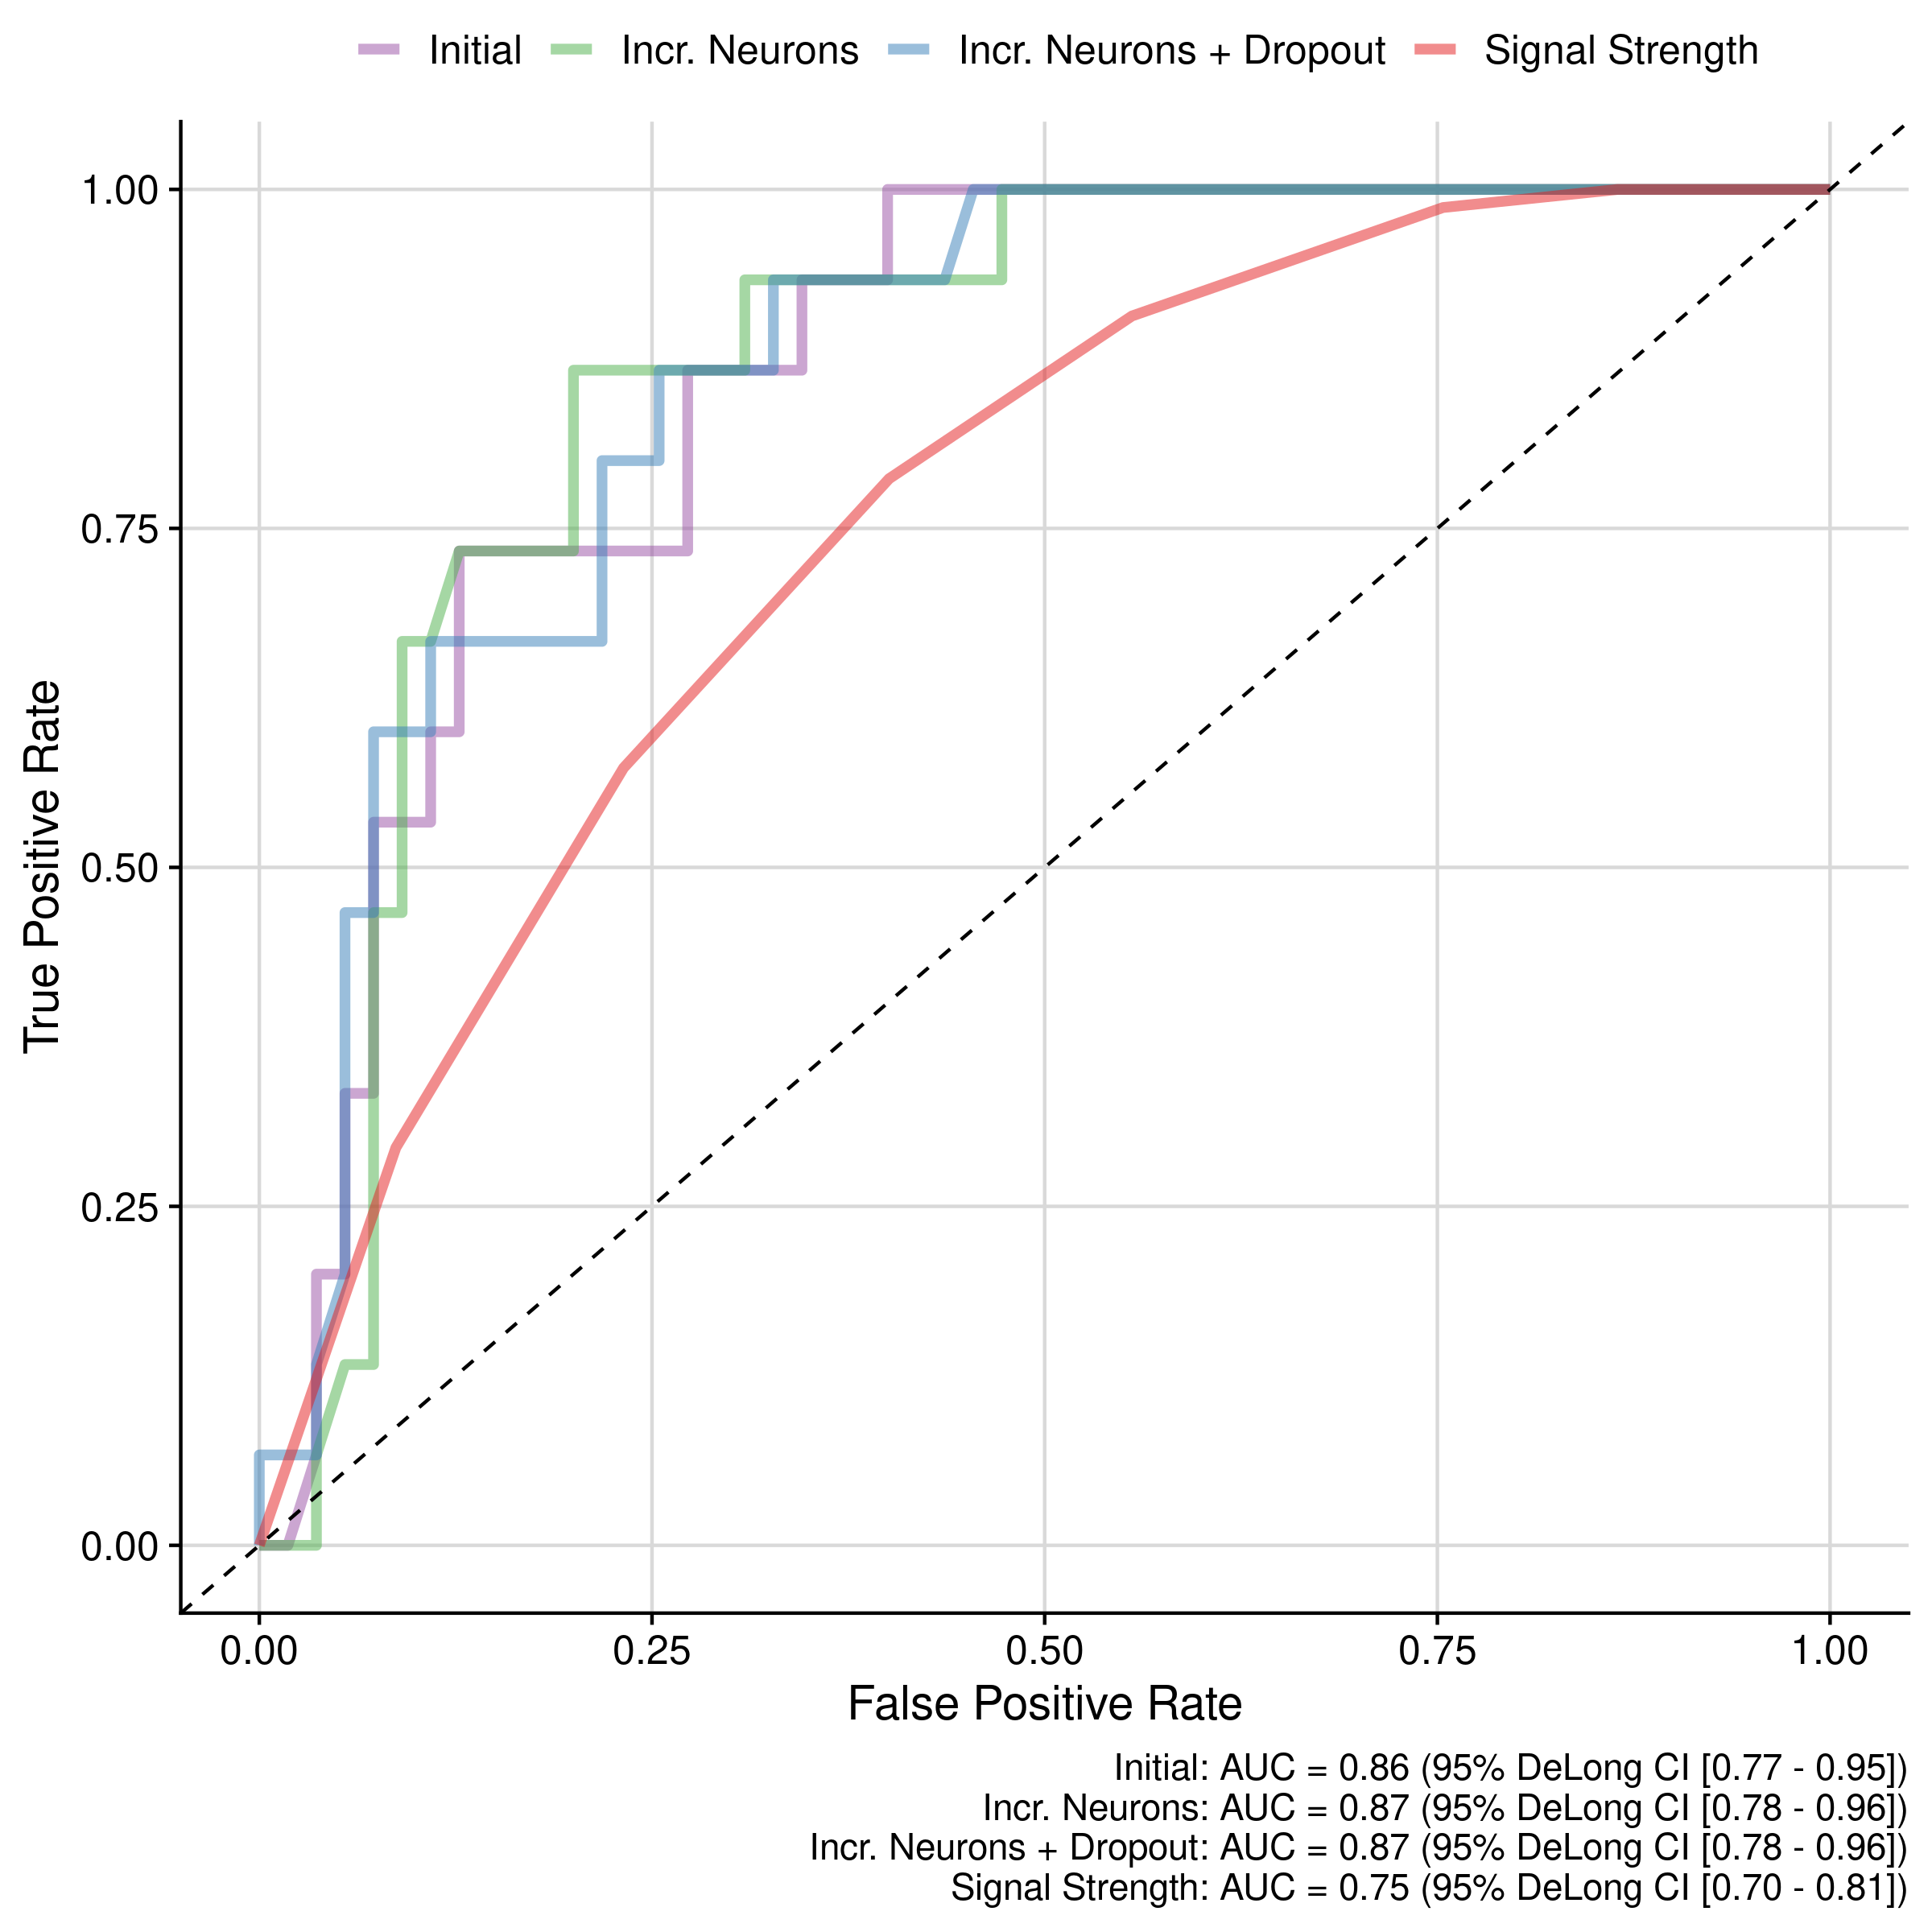 Initial Incr. Neurons Incr. Neurons + Dropout Signal Strength
True Positive Rate
1.00
0.75
0.50
0.25
0.00
0.00 0.25 0.50 0.75 1.00
False Positive Rate
Initial: AUC = 0.86 (95% DeLong CI [0.77 - 0.95])
Incr. Neurons: AUC = 0.87 (95% DeLong CI [0.78 - 0.96])
Incr. Neurons + Dropout: AUC = 0.87 (95% DeLong CI [0.78 - 0.96])
Signal Strength: AUC = 0.75 (95% DeLong CI [0.70 - 0.81])